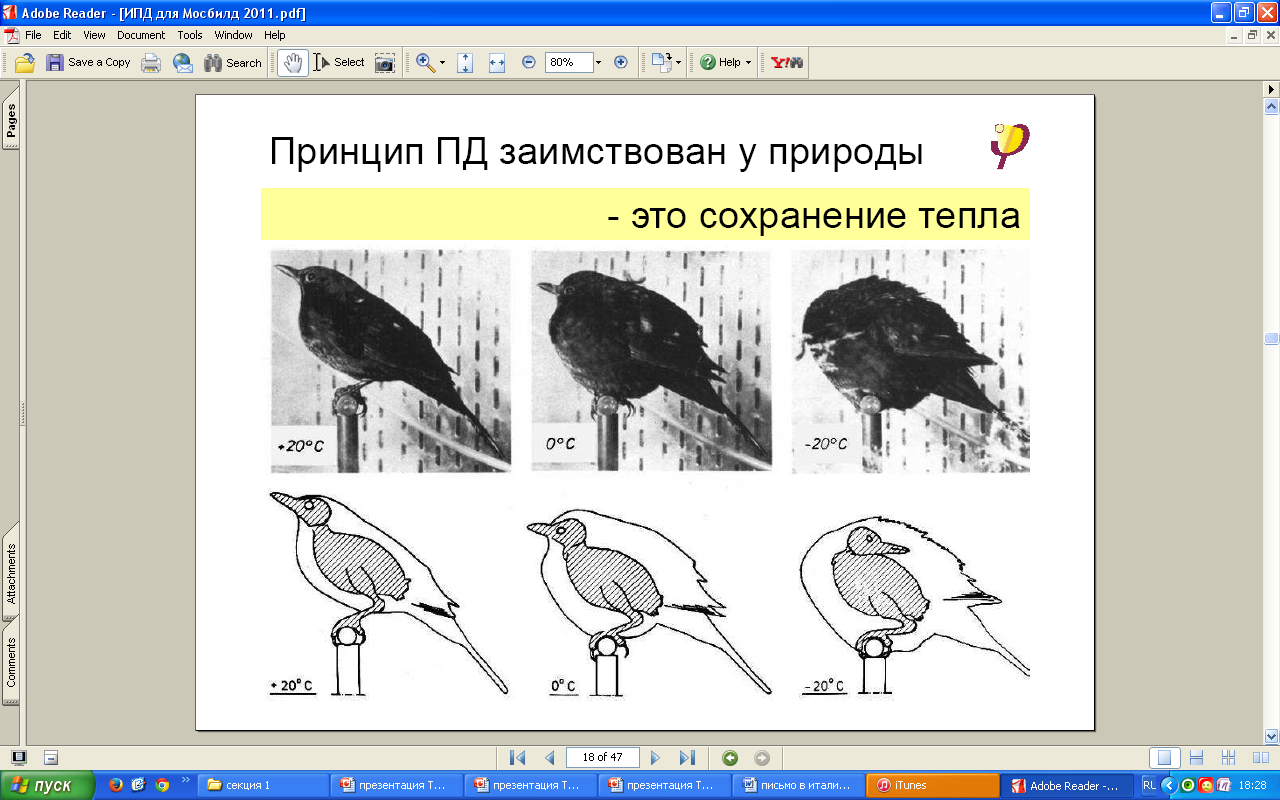 Adobe Reader - [ИПД для Мосбилд 2011.pdf]
File Edit View Document Tools Window Help
Save a Copy Search Select 80% Help Y!
Pages
Принцип ПД заимствован у природы
- это сохранение тепла
+20°C 0°C -20°C
Attachments
Comments
+20°C 0°C -20°C
18 of 47
пуск секция 1 презентация Т... презентация Т... презентация Т... письмо в итали... iTunes Adobe Reader -... RL 18:28